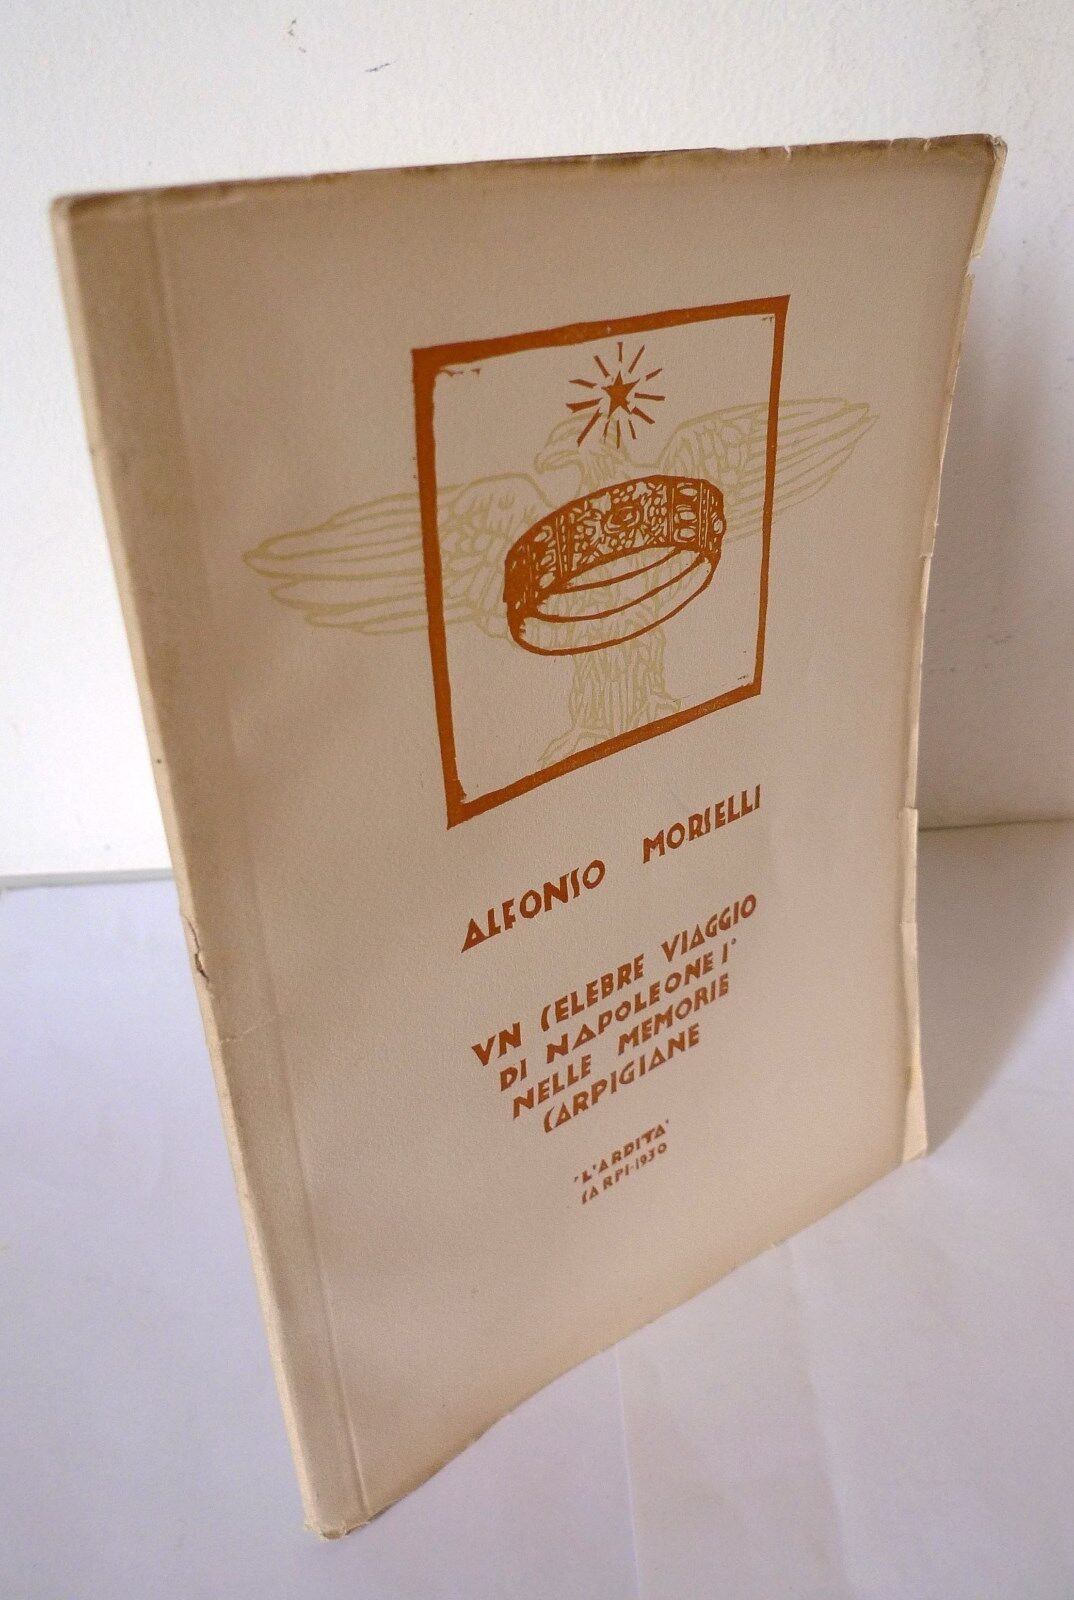 ALFONSO MORSELLI
VN CELEBRE VIAGGIO
DI NAPOLEONE I°
NELLE MEMORIE
CARPIGIANE
"L'ARDITA"
CARPI-1930